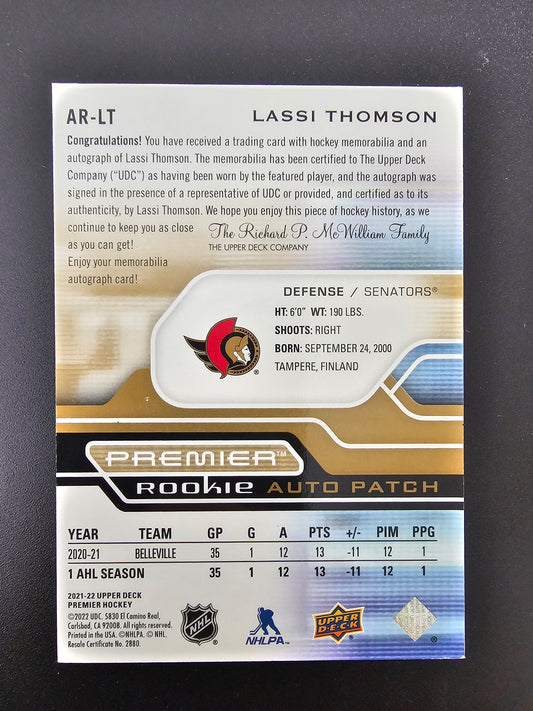 AR-LT LASSI THOMSON
Congratulations! You have received a trading card with hockey memorabilia and an
autograph of Lassi Thomson. The memorabilia has been certified to The Upper Deck
Company (“UDC”) as having been worn by the featured player, and the autograph was
signed in the presence of a representative of UDC or provided, and certified as to its
authenticity, by Lassi Thomson. We hope you enjoy this piece of hockey history, as we
continue to keep you as close
as you can get!
The Richard P. McWilliam Family
THE UPPER DECK COMPANY
Enjoy your memorabilia
autograph card!
DEFENSE / SENATORS®
HT: 6'0" WT: 190 LBS.
SHOOTS: RIGHT
BORN: SEPTEMBER 24, 2000
TAMPERE, FINLAND
®
PREMIER™
ROOKIE AUTO PATCH
YEAR TEAM GP G A PTS +/- PIM PPG
2020-21 BELLEVILLE 35 1 12 13 -11 12 1
1 AHL SEASON 35 1 12 13 -11 12 1
2021-22 UPPER DECK
PREMIER HOCKEY
©2022 UDC. 5830 El Camino Real,
Carlsbad, CA 92008. All rights reserved.
Printed in the USA. ©NHLPA. © NHL.
Resale Certificate No. 2880.
NHL
®
NHLPA™
UPPER
DECK
®